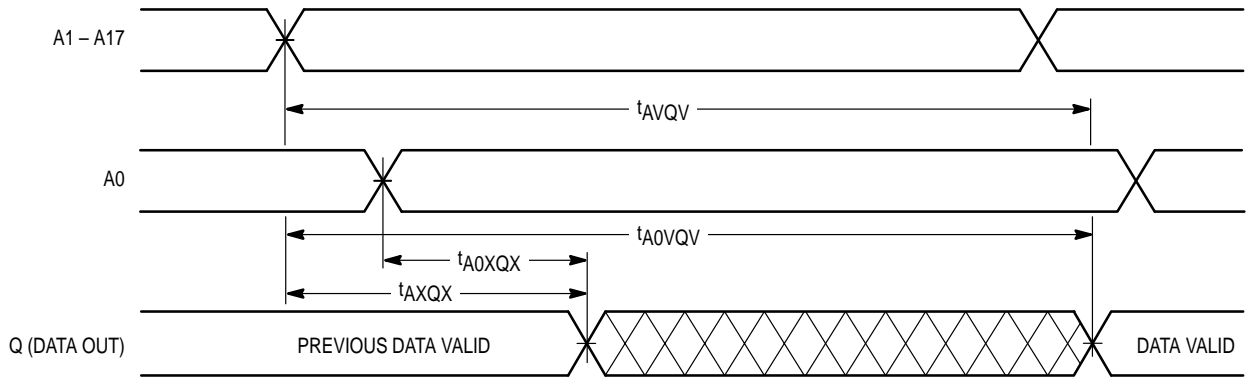 A1 – A17
tAVQV
A0
tA0VQV
tA0XQX
tAXQX
Q (DATA OUT)
PREVIOUS DATA VALID
DATA VALID